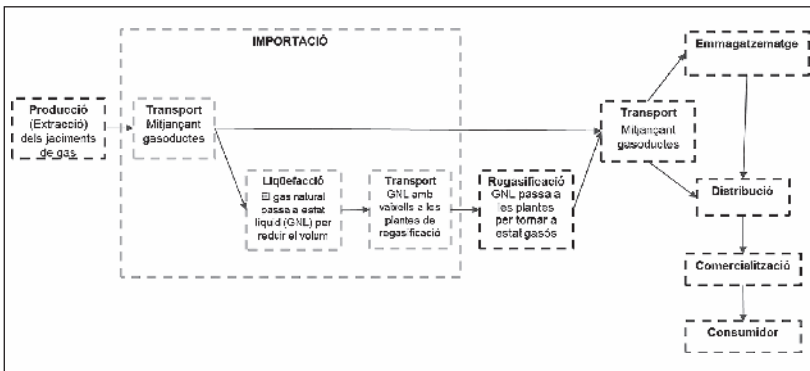 IMPORTACIÓ
Emmagatzematge
Producció
(Extracció)
dels jaciments
de gas
Transport
Mitjançant
gasoductes
Transport
Mitjançant
gasoductes
Liqüefacció
El gas natural
passa a estat
líquid (GNL) per
reduir el volum
Transport
GNL amb
vaixells a les
plantes de
regasificació
Regasificació
GNL passa a
les plantes
per tornar a
estat gasós
Distribució
Comercialització
Consumidor